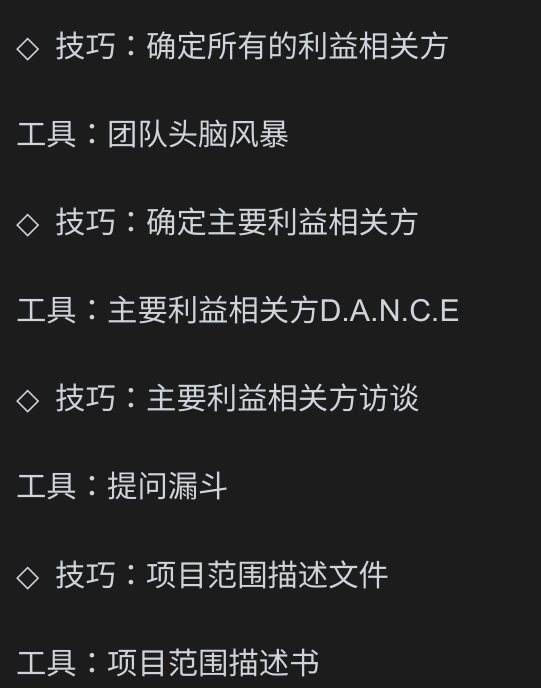 ◇ 技巧：确定所有的利益相关方
工具：团队头脑风暴
◇ 技巧：确定主要利益相关方
工具：主要利益相关方D.A.N.C.E
◇ 技巧：主要利益相关方访谈
工具：提问漏斗
◇ 技巧：项目范围描述文件
工具：项目范围描述书